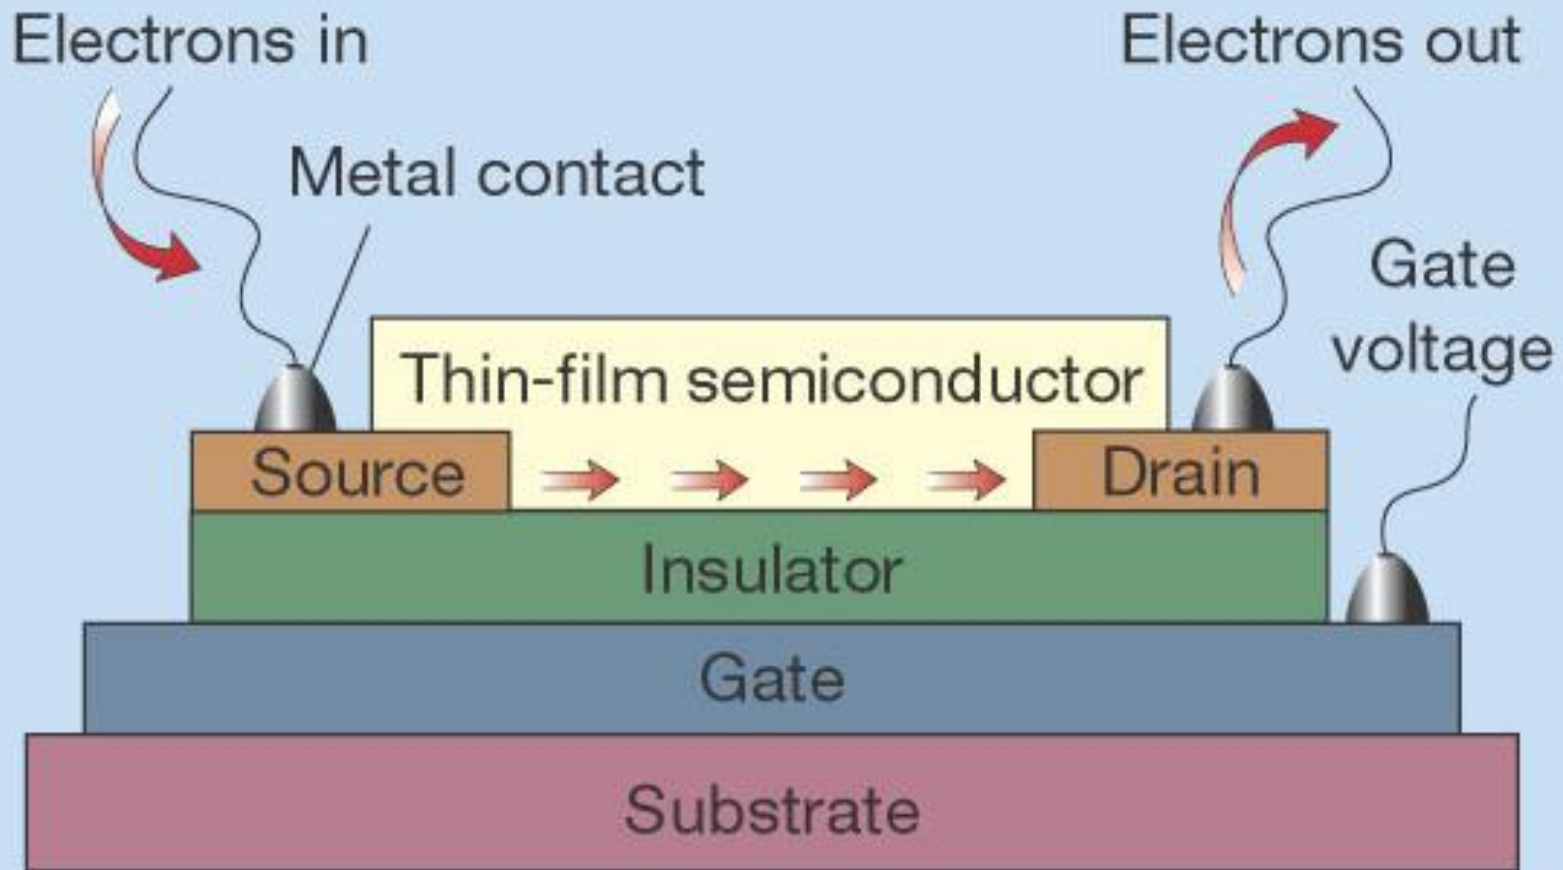 Electrons in
Electrons out
Metal contact
Gate
voltage
Thin-film semiconductor
Source
Drain
Insulator
Gate
Substrate